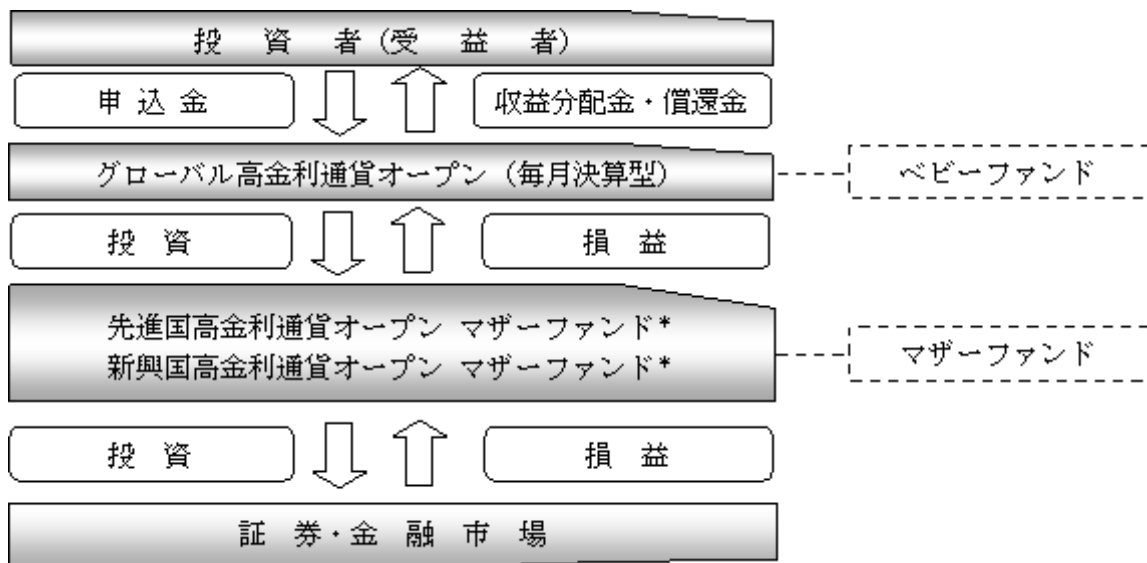 投資者(受益者)
申込金
収益分配金・償還金
グローバル高金利通貨オープン(毎月決算型)
ベビーファンド
投資
損益
先進国高金利通貨オープン マザーファンド*
新興国高金利通貨オープン マザーファンド*
マザーファンド
投資
損益
証券・金融市場